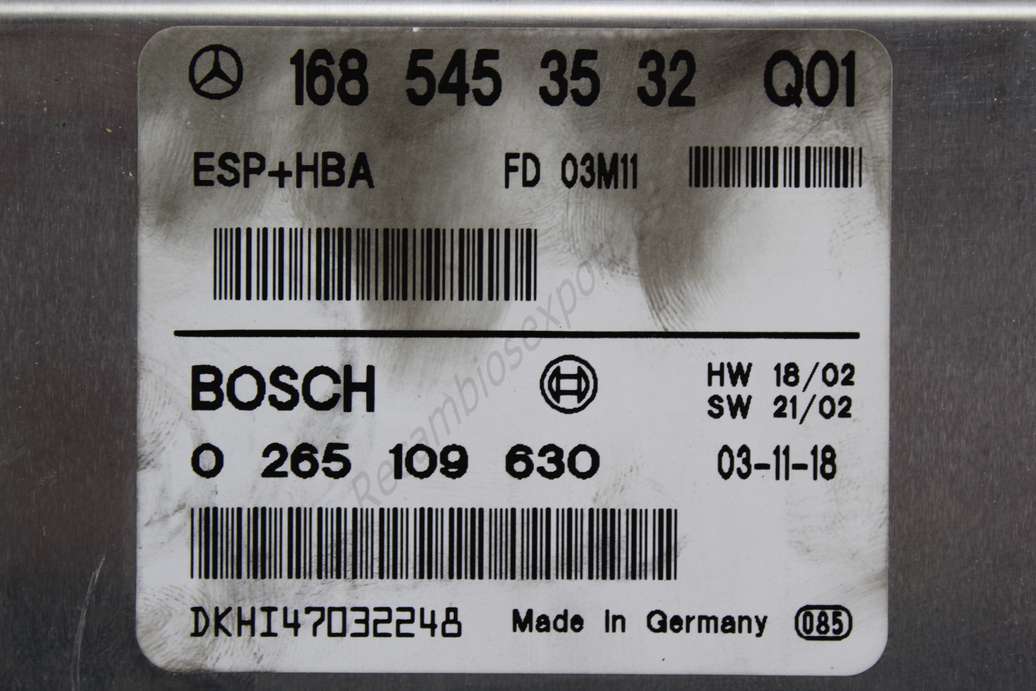 168 545 35 32 Q01
ESP+HBA FD 03M11
BOSCH HW 18/02
SW 21/02
0 265 109 630 03-11-18
DKHI47032248 Made In Germany 085
Recambiosexpor